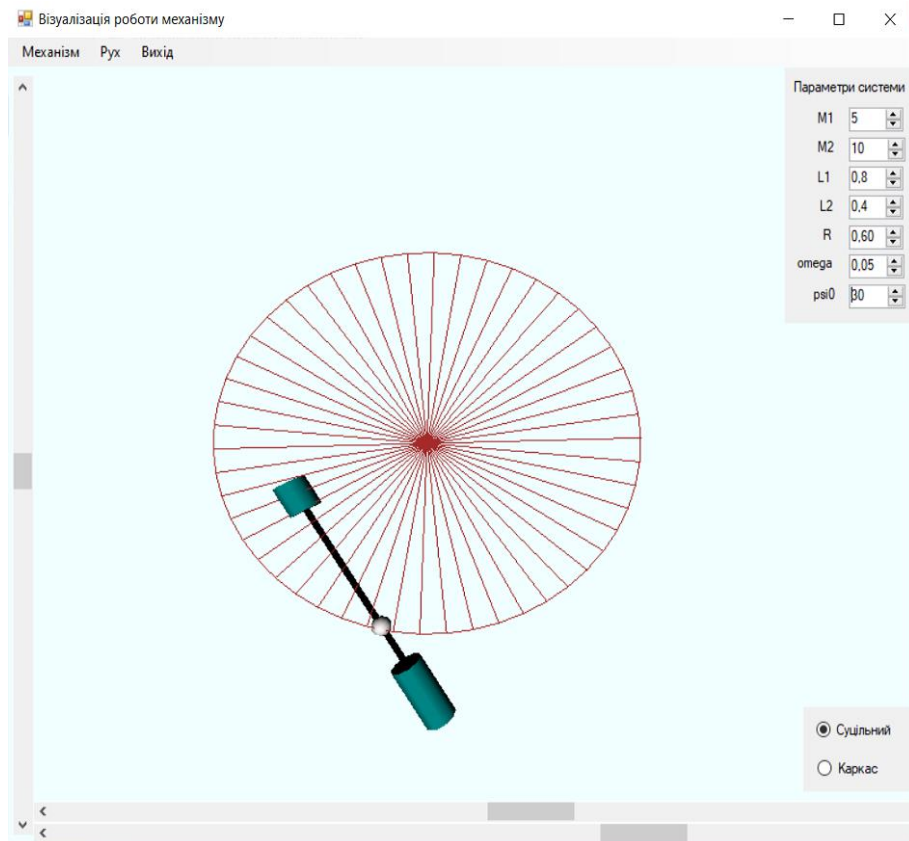 Візуалізація роботи механізму
Механізм Рух Вихід
Параметри системи
M1 5
M2 10
L1 0,8
L2 0,4
R 0,60
omega 0,05
psi0 30
Суцільний
Каркас